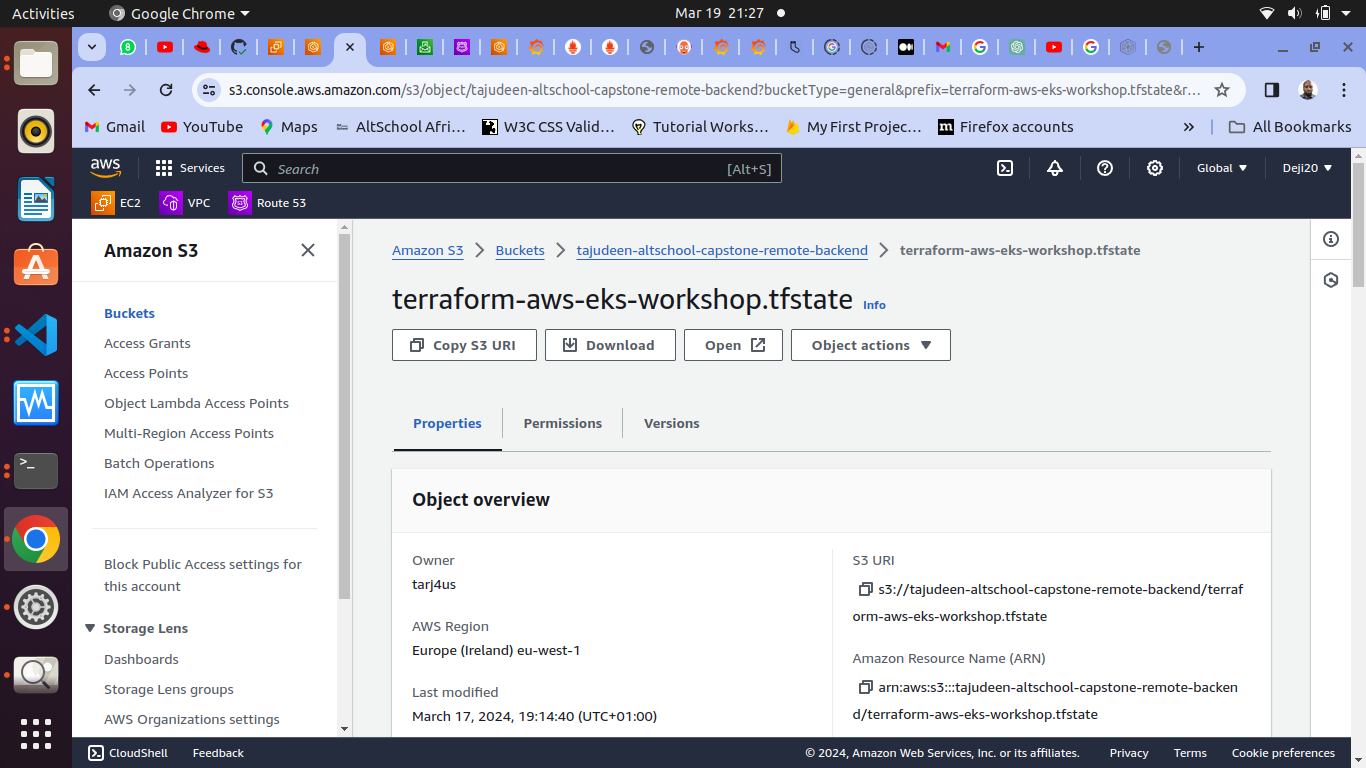 Activities
Google Chrome
Mar 19 21:27
s3.console.aws.amazon.com/s3/object/tajudeen-altschool-capstone-remote-backend?bucketType=general&prefix=terraform-aws-eks-workshop.tfstate&r...
Gmail
YouTube
Maps
AltSchool Afri...
W3C CSS Valid...
Tutorial Works...
My First Projec...
Firefox accounts
»
All Bookmarks
aws
Services
Search
[Alt+S]
Global
Deji20
EC2
VPC
Route 53
Amazon S3
Buckets
Access Grants
Access Points
Object Lambda Access Points
Multi-Region Access Points
Batch Operations
IAM Access Analyzer for S3
Block Public Access settings for
this account
Storage Lens
Dashboards
Storage Lens groups
AWS Organizations settings
Amazon S3
Buckets
tajudeen-altschool-capstone-remote-backend
terraform-aws-eks-workshop.tfstate
terraform-aws-eks-workshop.tfstate
Info
Copy S3 URI
Download
Open
Object actions
Properties
Permissions
Versions
Object overview
Owner
tarj4us
AWS Region
Europe (Ireland) eu-west-1
Last modified
March 17, 2024, 19:14:40 (UTC+01:00)
S3 URI
s3://tajudeen-altschool-capstone-remote-backend/terraf
orm-aws-eks-workshop.tfstate
Amazon Resource Name (ARN)
arn:aws:s3:::tajudeen-altschool-capstone-remote-backen
d/terraform-aws-eks-workshop.tfstate
CloudShell
Feedback
© 2024, Amazon Web Services, Inc. or its affiliates.
Privacy
Terms
Cookie preferences